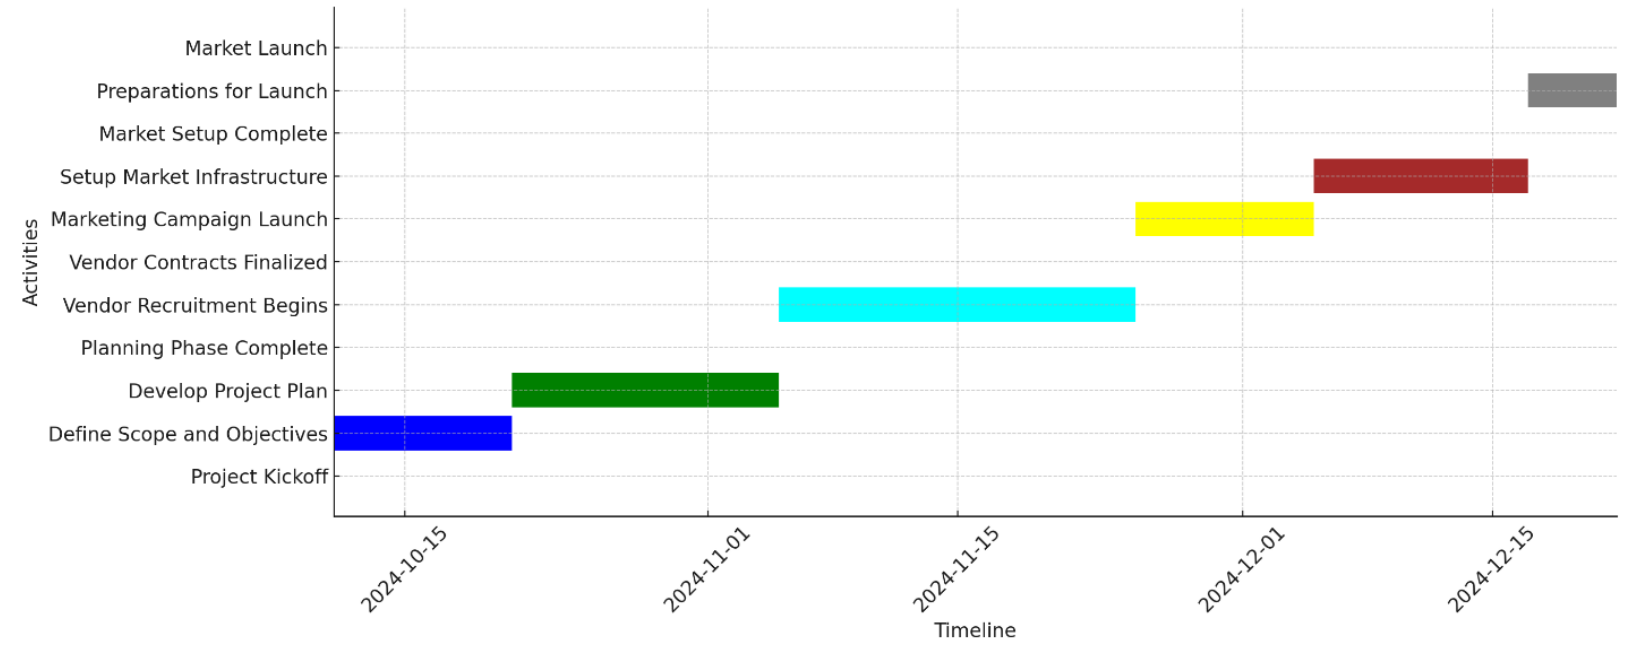 Market Launch
Preparations for Launch
Market Setup Complete
Setup Market Infrastructure
Marketing Campaign Launch
Vendor Contracts Finalized
Vendor Recruitment Begins
Planning Phase Complete
Develop Project Plan
Define Scope and Objectives
Project Kickoff
Activities
2024-10-15
2024-11-01
2024-11-15
2024-12-01
2024-12-15
Timeline